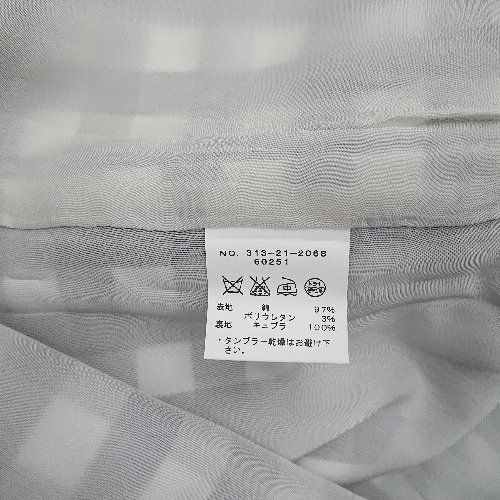 NO. 313-21-2068
60251
表地 綿 97%
ポリウレタン 3%
裏地 キュプラ 100%
・タンブラー乾燥はお避け下
さい。